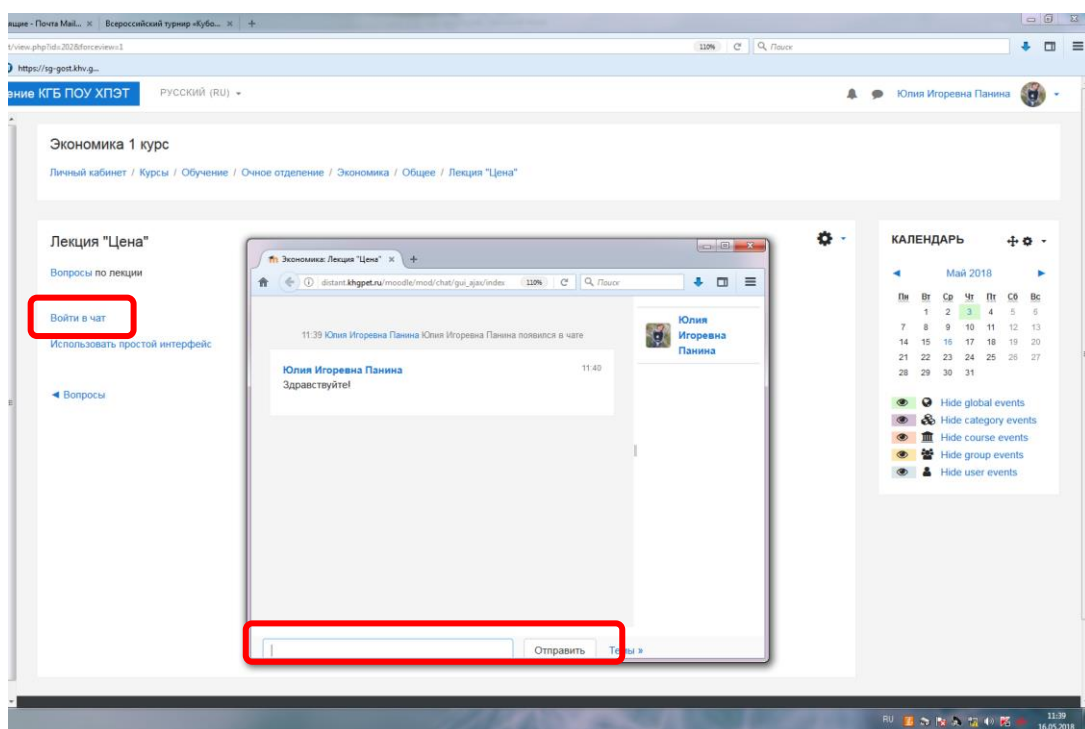 ящие - Почта Mail... × Всероссийский турнир «Кубо... × +
t/view.php?id=202&forceview=1 110% Поиск
https://sg-gost.khv.g...
ение КГБ ПОУ ХПЭТ РУССКИЙ (RU) Юлия Игоревна Панина
Экономика 1 курс
Личный кабинет / Курсы / Обучение / Очное отделение / Экономика / Общее / Лекция "Цена"
Лекция "Цена"
Вопросы по лекции
Войти в чат
Использовать простой интерфейс
◄ Вопросы
Экономика: Лекция "Цена" × +
distant.khgpet.ru/moodle/mod/chat/gui_ajax/index 110% Поиск
11:39 Юлия Игоревна Панина Юлия Игоревна Панина появился в чате
Юлия Игоревна Панина 11:40
Здравствуйте!
Юлия
Игоревна
Панина
Отправить Темы »
КАЛЕНДАРЬ
◄ Май 2018 ►
Пн Вт Ср Чт Пт Сб Вс
1 2 3 4 5 6
7 8 9 10 11 12 13
14 15 16 17 18 19 20
21 22 23 24 25 26 27
28 29 30 31
Hide global events
Hide category events
Hide course events
Hide group events
Hide user events
RU 11:39
16.05.2018